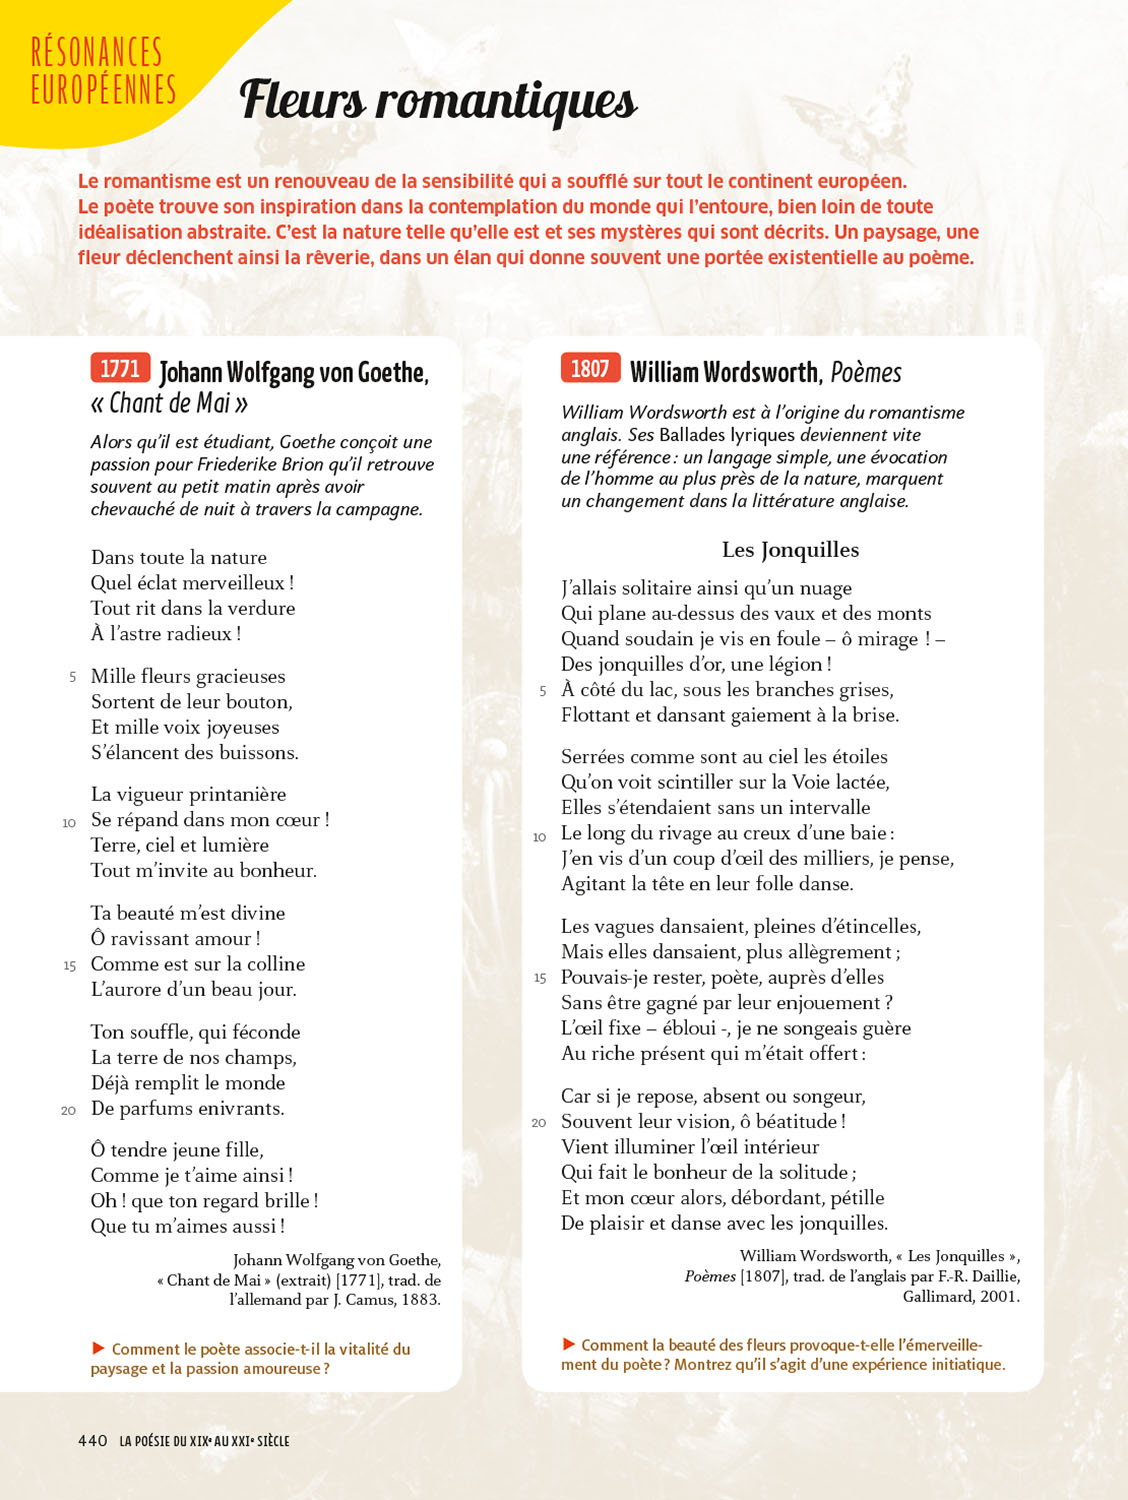 RÉSONANCES
EUROPÉENNES
Fleurs romantiques
Le romantisme est un renouveau de la sensibilité qui a soufflé sur tout le continent européen.
Le poète trouve son inspiration dans la contemplation du monde qui l'entoure, bien loin de toute
idéalisation abstraite. C'est la nature telle qu'elle est et ses mystères qui sont décrits. Un paysage, une
fleur déclenchent ainsi la rêverie, dans un élan qui donne souvent une portée existentielle au poème.
1771 Johann Wolfgang von Goethe,
« Chant de Mai »
Alors qu'il est étudiant, Goethe conçoit une
passion pour Friederike Brion qu'il retrouve
souvent au petit matin après avoir
chevauché de nuit à travers la campagne.
Dans toute la nature
Quel éclat merveilleux !
Tout rit dans la verdure
À l'astre radieux !
5 Mille fleurs gracieuses
Sortent de leur bouton,
Et mille voix joyeuses
S'élancent des buissons.
La vigueur printanière
10 Se répand dans mon cœur !
Terre, ciel et lumière
Tout m'invite au bonheur.
Ta beauté m'est divine
Ô ravissant amour !
15 Comme est sur la colline
L'aurore d'un beau jour.
Ton souffle, qui féconde
La terre de nos champs,
Déjà remplit le monde
20 De parfums enivrants.
Ô tendre jeune fille,
Comme je t'aime ainsi !
Oh ! que ton regard brille !
Que tu m'aimes aussi !
Johann Wolfgang von Goethe,
« Chant de Mai » (extrait) [1771], trad. de
l'allemand par J. Camus, 1883.
► Comment le poète associe-t-il la vitalité du
paysage et la passion amoureuse ?
1807 William Wordsworth, Poèmes
William Wordsworth est à l'origine du romantisme
anglais. Ses Ballades lyriques deviennent vite
une référence : un langage simple, une évocation
de l'homme au plus près de la nature, marquent
un changement dans la littérature anglaise.
Les Jonquilles
J'allais solitaire ainsi qu'un nuage
Qui plane au-dessus des vaux et des monts
Quand soudain je vis en foule – ô mirage ! –
Des jonquilles d'or, une légion !
5 À côté du lac, sous les branches grises,
Flottant et dansant gaiement à la brise.
Serrées comme sont au ciel les étoiles
Qu'on voit scintiller sur la Voie lactée,
Elles s'étendaient sans un intervalle
10 Le long du rivage au creux d'une baie :
J'en vis d'un coup d'œil des milliers, je pense,
Agitant la tête en leur folle danse.
Les vagues dansaient, pleines d'étincelles,
Mais elles dansaient, plus allègrement ;
15 Pouvais-je rester, poète, auprès d'elles
Sans être gagné par leur enjouement ?
L'œil fixe – ébloui -, je ne songeais guère
Au riche présent qui m'était offert :
Car si je repose, absent ou songeur,
20 Souvent leur vision, ô béatitude !
Vient illuminer l'œil intérieur
Qui fait le bonheur de la solitude ;
Et mon cœur alors, débordant, pétille
De plaisir et danse avec les jonquilles.
William Wordsworth, « Les Jonquilles »,
Poèmes [1807], trad. de l'anglais par F.-R. Daillie,
Gallimard, 2001.
► Comment la beauté des fleurs provoque-t-elle l'émerveille-
ment du poète ? Montrez qu'il s'agit d'une expérience initiatique.
440 LA POÉSIE DU XIXe AU XXIe SIÈCLE